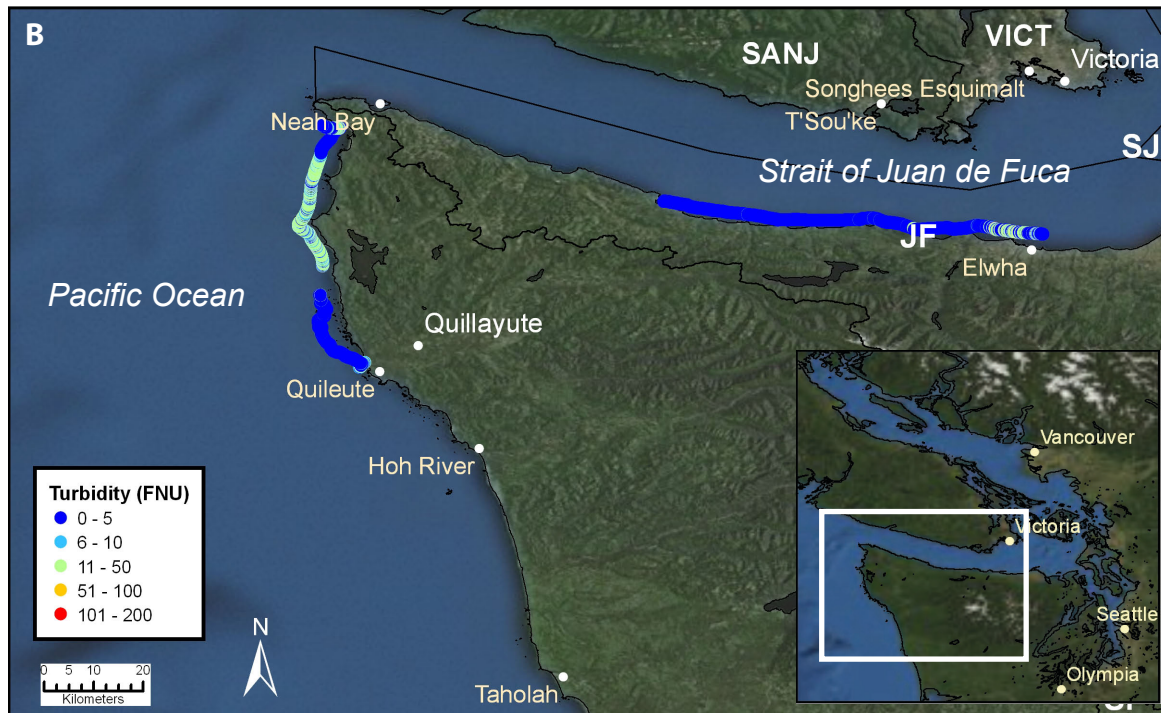 B
SANJ
VICT
Victoria
Songhees Esquimalt
T'Sou'ke
Neah Bay
SJ
Strait of Juan de Fuca
JF
Elwha
Pacific Ocean
Quillayute
Quileute
Hoh River
Taholah
Turbidity (FNU)
0 - 5
6 - 10
11 - 50
51 - 100
101 - 200
N
0 5 10 20
Kilometers
Vancouver
Victoria
Seattle
Olympia